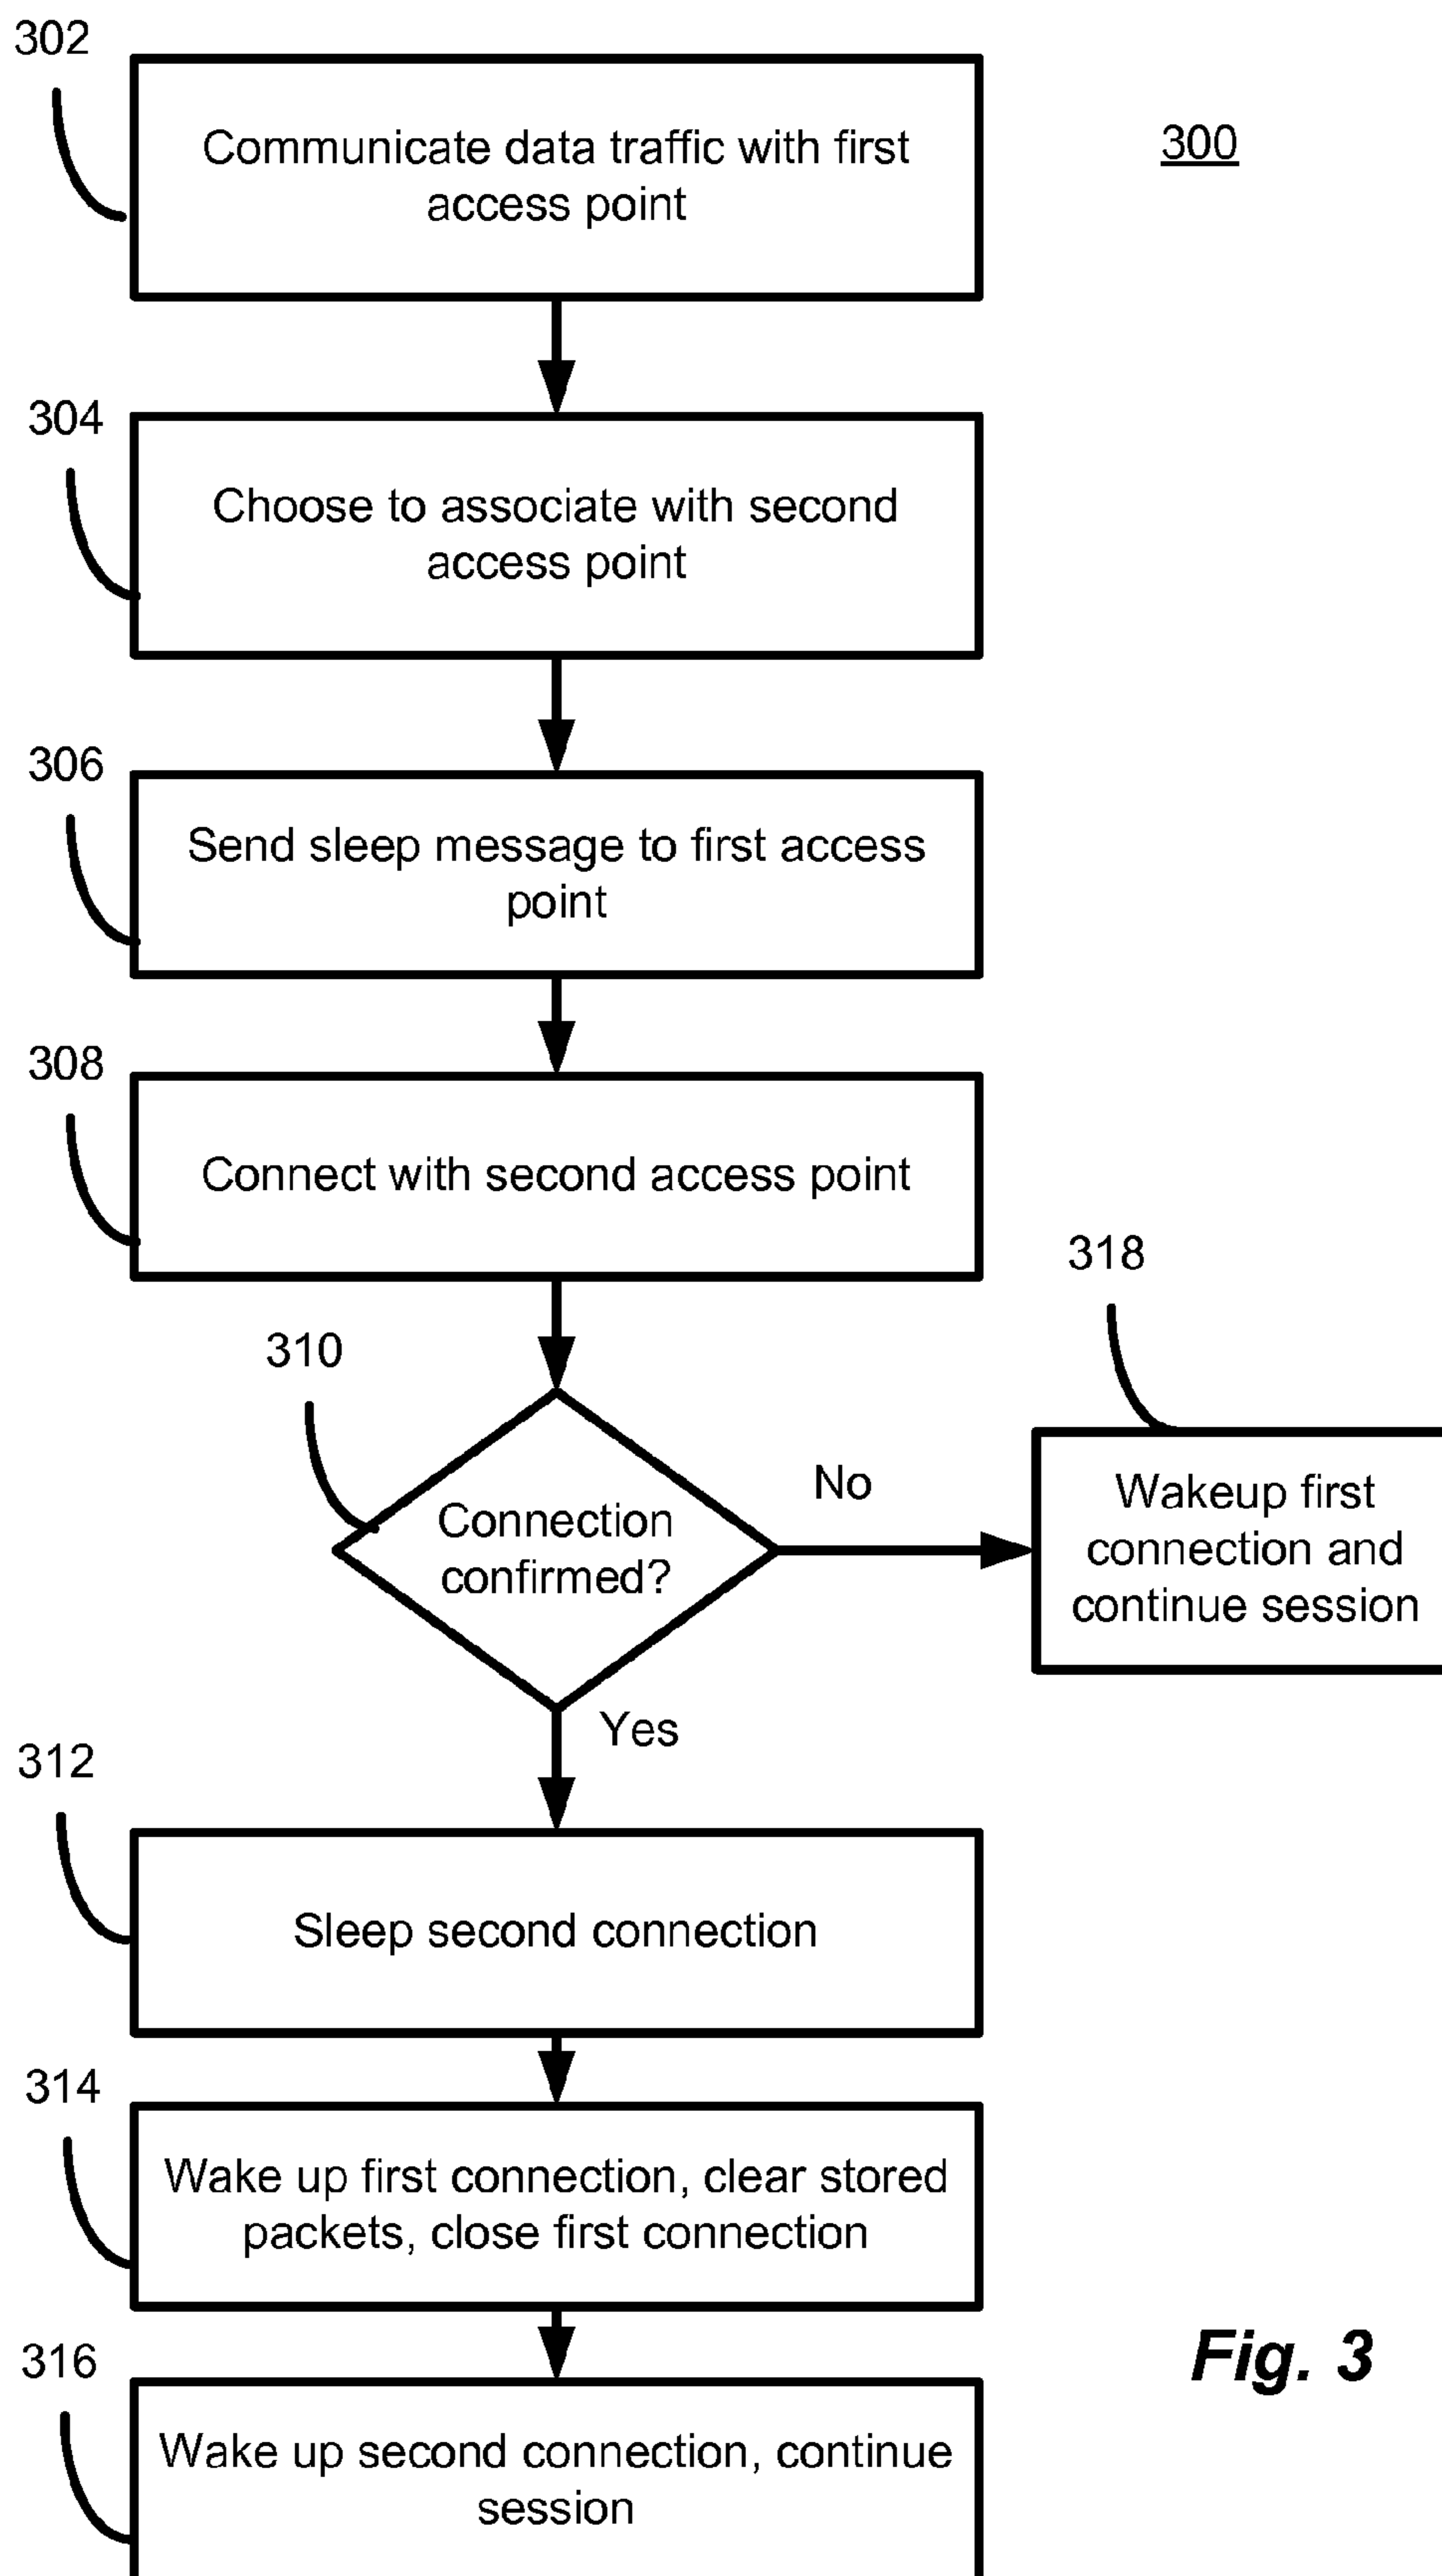 302
Communicate data traffic with first
access point
300
304
Choose to associate with second
access point
306
Send sleep message to first access
point
308
Connect with second access point
318
310
Connection
confirmed?
No
Wakeup first
connection and
continue session
Yes
312
Sleep second connection
314
Wake up first connection, clear stored
packets, close first connection
316
Wake up second connection, continue
session
Fig. 3